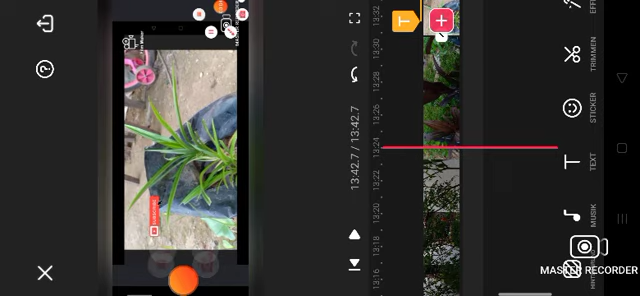 13:42.7 / 13:42.7
13:32
13:30
13:28
13:26
13:24
13:22
13:20
13:18
13:16
T
TRIMMEN
STICKER
TEXT
MUSIK
MASTER RECORDER
SUBSCRIBE